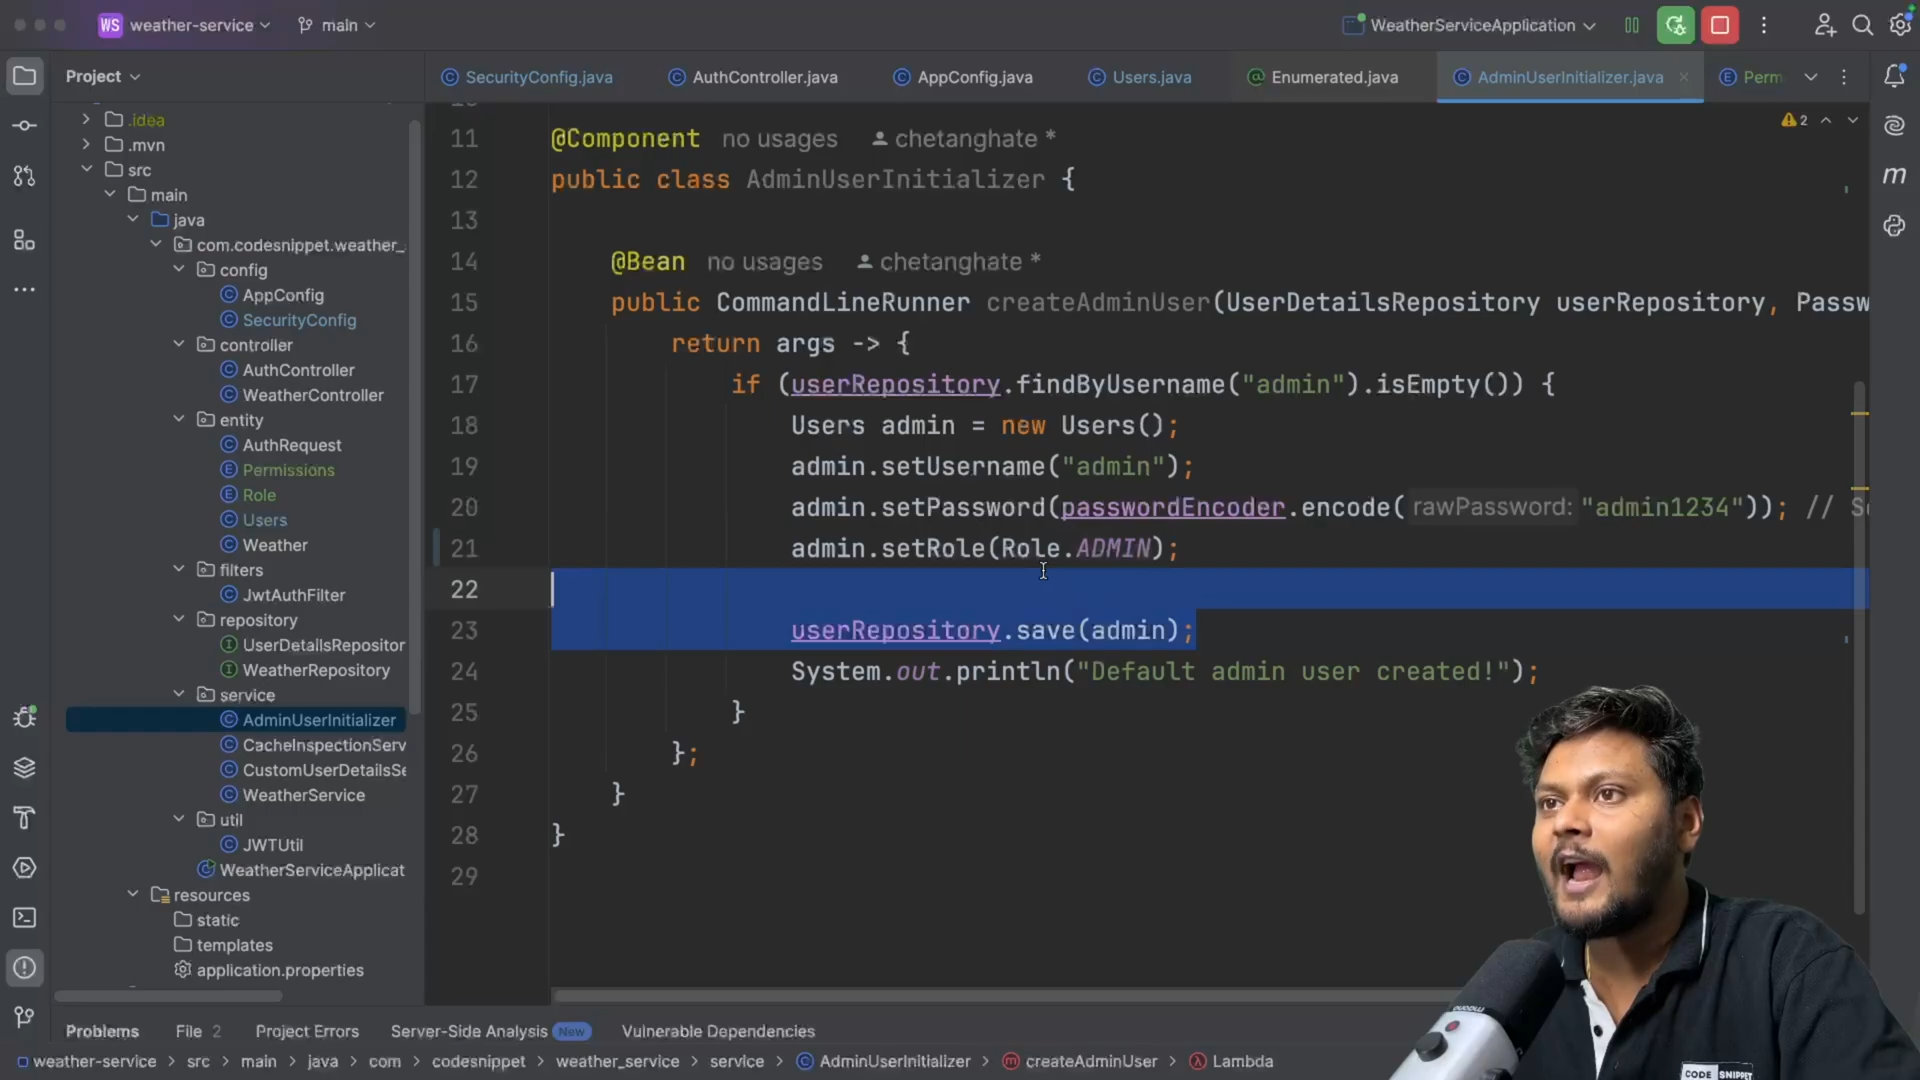 WS weather-service main WeatherServiceApplication
Project
SecurityConfig.java AuthController.java AppConfig.java Users.java Enumerated.java AdminUserInitializer.java Perm
.idea
.mvn
src
main
java
com.codesnippet.weather_
config
AppConfig
SecurityConfig
controller
AuthController
WeatherController
entity
AuthRequest
Permissions
Role
Users
Weather
filters
JwtAuthFilter
repository
UserDetailsRepositor
WeatherRepository
service
AdminUserInitializer
CacheInspectionServ
CustomUserDetailsSe
WeatherService
util
JWTUtil
WeatherServiceApplicat
resources
static
templates
application.properties
2
11 @Component no usages chetanghate *
12 public class AdminUserInitializer {
13
14 @Bean no usages chetanghate *
15 public CommandLineRunner createAdminUser(UserDetailsRepository userRepository, Passw
16 return args -> {
17 if (userRepository.findByUsername("admin").isEmpty()) {
18 Users admin = new Users();
19 admin.setUsername("admin");
20 admin.setPassword(passwordEncoder.encode( rawPassword: "admin1234")); //
21 admin.setRole(Role.ADMIN);
22
23 userRepository.save(admin);
24 System.out.println("Default admin user created!");
25 }
26 };
27 }
28 }
29
Problems File 2 Project Errors Server-Side Analysis New Vulnerable Dependencies
weather-service > src > main > java > com > codesnippet > weather_service > service > AdminUserInitializer > createAdminUser > Lambda
CODE SNIPPET